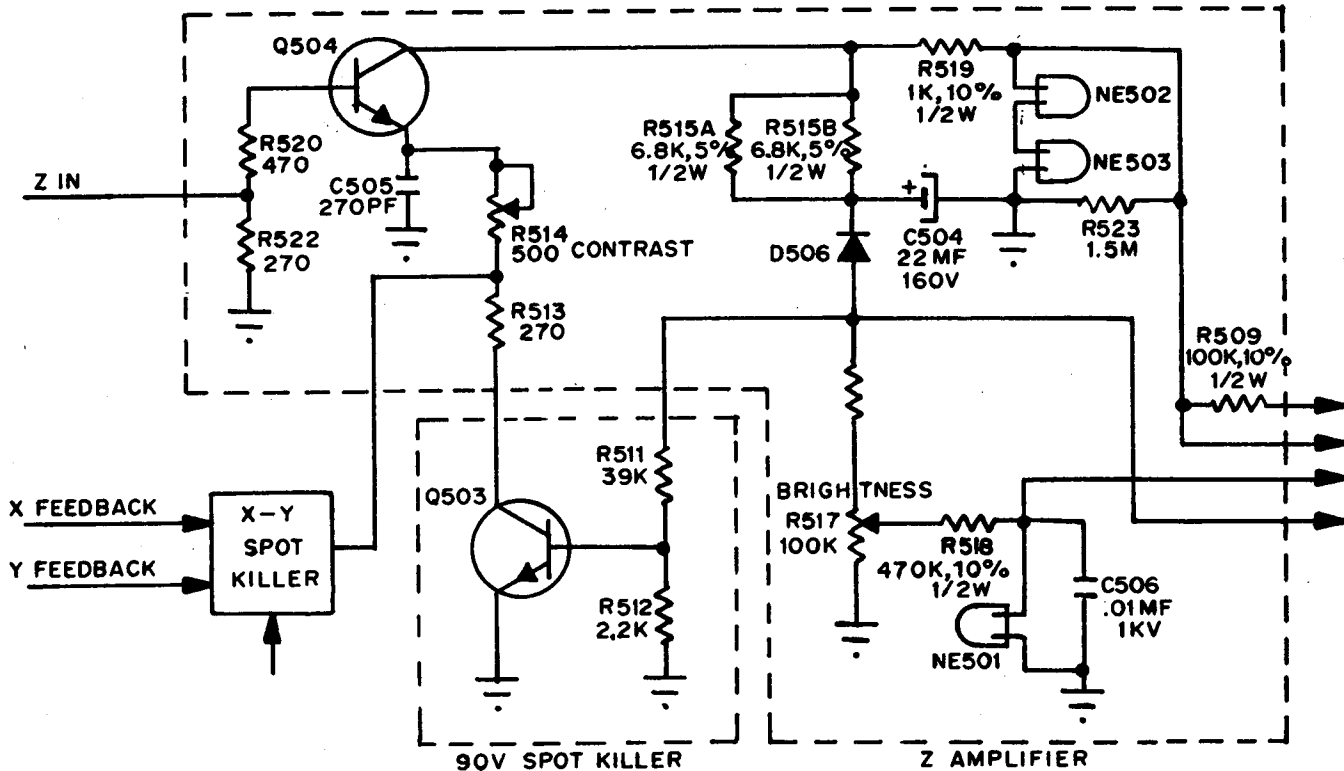 Q504
R519
1K, 10%
1/2W
NE502
R515A
6.8K, 5%
1/2W
R515B
6.8K, 5%
1/2W
R520
470
NE503
Z IN
C505
270PF
R522
270
R514
500 CONTRAST
D506
+
C504
22 MF
160V
R523
1.5M
R513
270
R509
100K, 10%
1/2W
R511
39K
Q503
BRIGHTNESS
R517
100K
X FEEDBACK
X-Y
SPOT
KILLER
Y FEEDBACK
R518
470K, 10%
1/2W
R512
2.2K
C506
.01MF
1KV
NE501
90V SPOT KILLER
Z AMPLIFIER